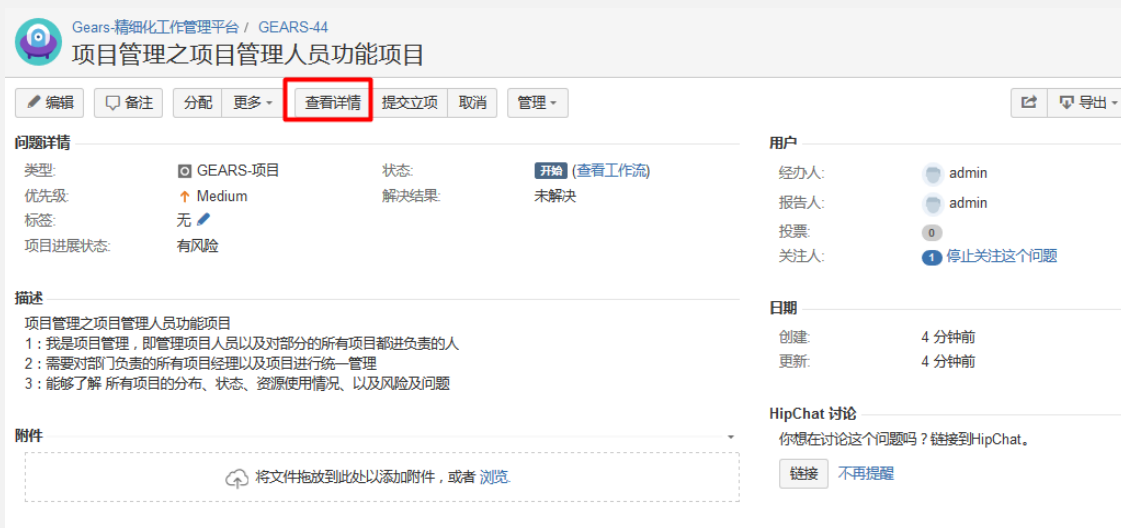 Gears-精细化工作管理平台 / GEARS-44
项目管理之项目管理人员功能项目
编辑 备注 分配 更多 查看详情 提交立项 取消 管理 导出
问题详情
类型: GEARS-项目 状态: 开始 (查看工作流)
优先级: Medium 解决结果: 未解决
标签: 无
项目进展状态: 有风险
描述
项目管理之项目管理人员功能项目
1：我是项目管理，即管理项目人员以及对部分的所有项目都进负责的人
2：需要对部门负责的所有项目经理以及项目进行统一管理
3：能够了解 所有项目的分布、状态、资源使用情况、以及风险及问题
附件
将文件拖放到此处以添加附件，或者 浏览.
用户
经办人: admin
报告人: admin
投票: 0
关注人: 1 停止关注这个问题
日期
创建: 4 分钟前
更新: 4 分钟前
HipChat 讨论
你想在讨论这个问题吗？链接到HipChat。
链接 不再提醒